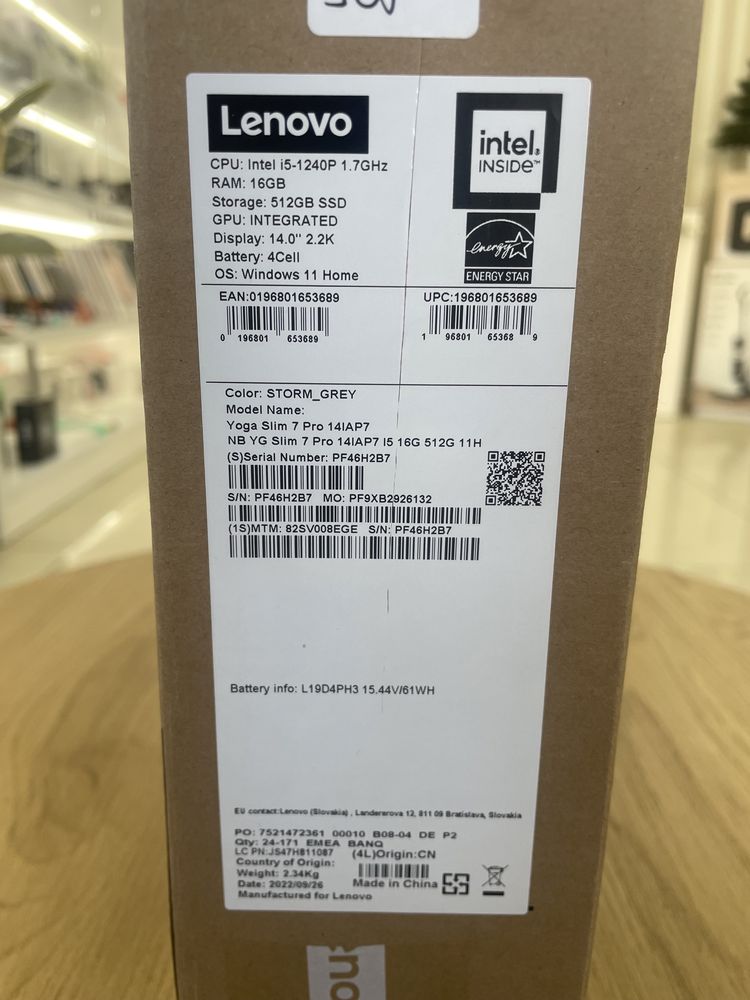 Lenovo
intel.
INSIDE™
CPU: Intel i5-1240P 1.7GHz
RAM: 16GB
Storage: 512GB SSD
GPU: INTEGRATED
Display: 14.0" 2.2K
Battery: 4Cell
OS: Windows 11 Home
energy
ENERGY STAR
EAN:0196801653689
UPC:196801653689
0 196801 653689
1 96801 65368 9
Color: STORM_GREY
Model Name:
Yoga Slim 7 Pro 14IAP7
NB YG Slim 7 Pro 14IAP7 I5 16G 512G 11H
(S)Serial Number: PF46H2B7
S/N: PF46H2B7 MO: PF9XB2926132
(1S)MTM: 82SV008EGE S/N: PF46H2B7
Battery info: L19D4PH3 15.44V/61WH
EU contact:Lenovo (Slovakia) , Landererova 12, 811 09 Bratislava, Slovakia
PO: 7521472361 00010 B08-04 DE P2
Qty: 24-171 EMEA BANQ
LC PN:JS47H811087 (4L)Origin:CN
Country of Origin:
Weight: 2.34Kg
Date: 2022/09/26 Made in China
Manufactured for Lenovo